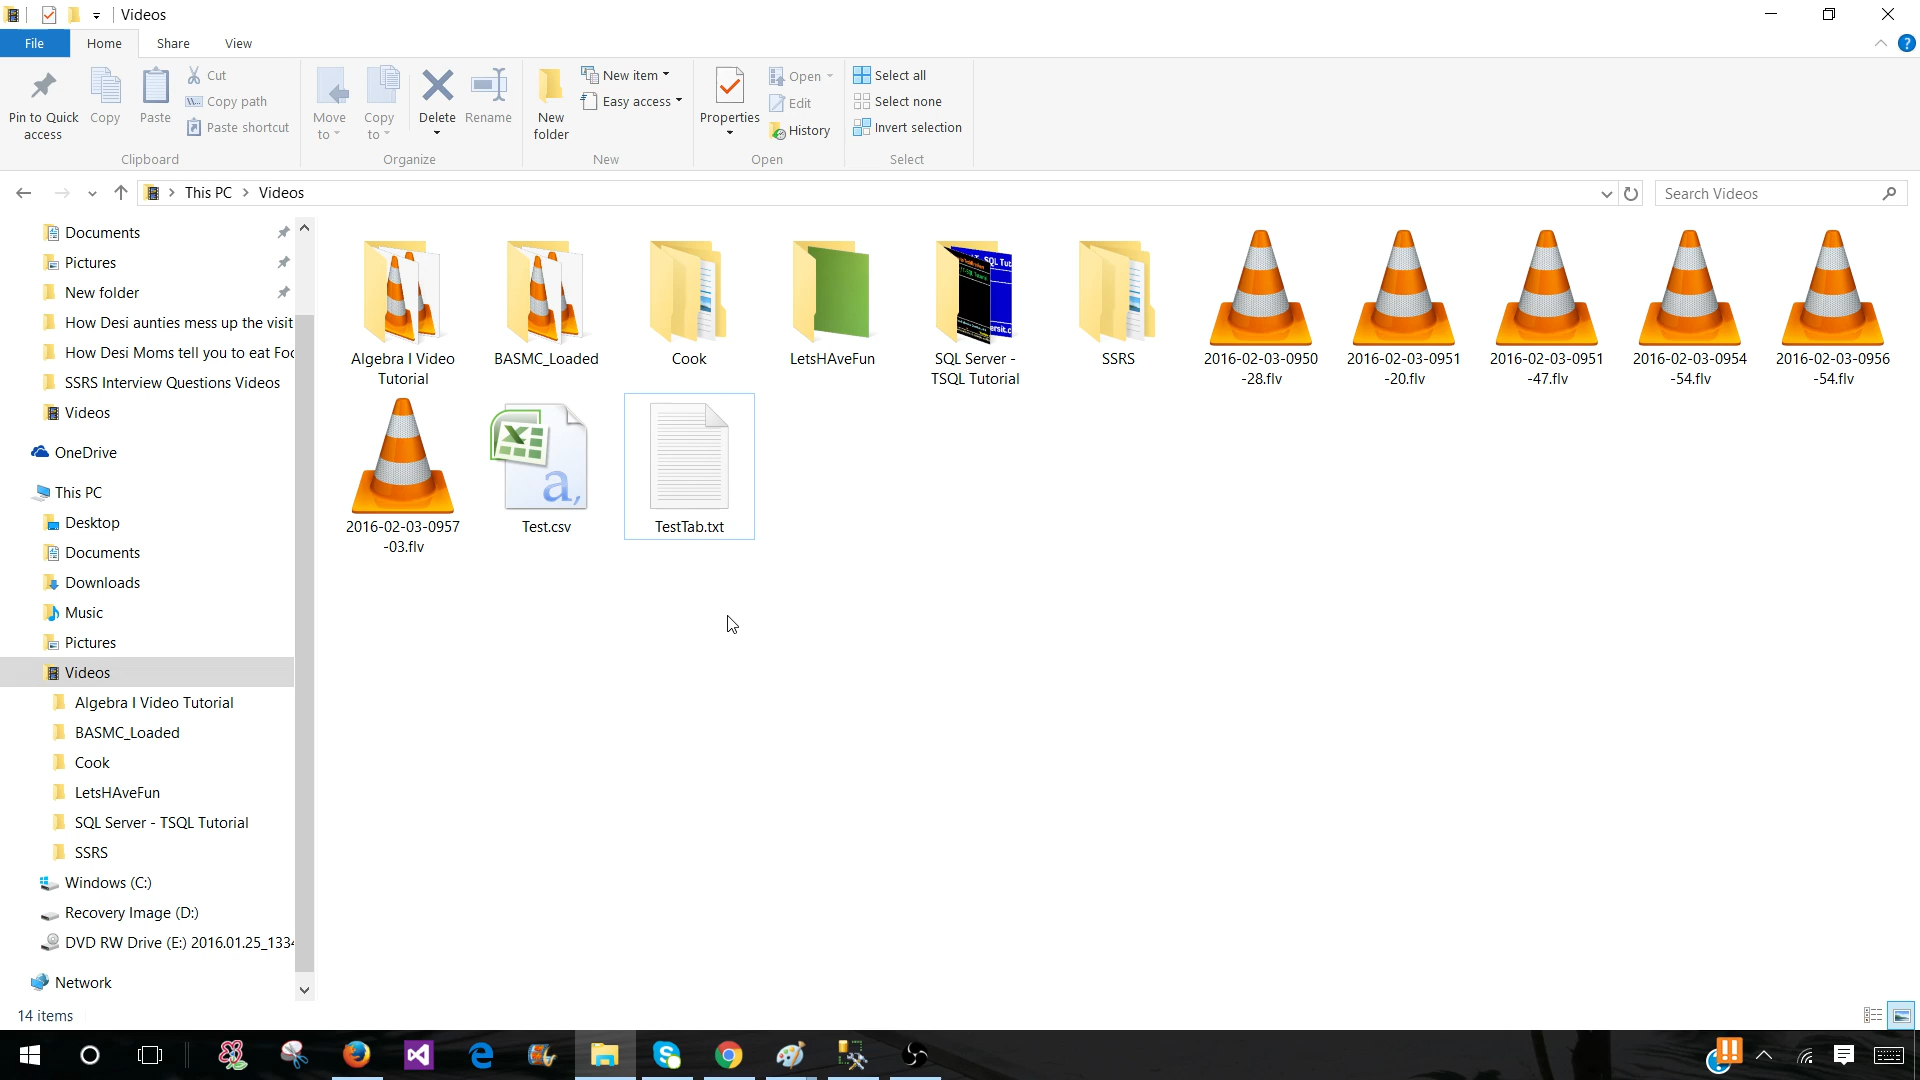 Videos
File
Home
Share
View
Pin to Quick
access
Copy
Paste
Cut
Copy path
Paste shortcut
Clipboard
Move
to
Copy
to
Delete
Rename
Organize
New
folder
New item
Easy access
New
Properties
Open
Edit
History
Open
Select all
Select none
Invert selection
Select
This PC
Videos
Search Videos
Documents
Pictures
New folder
How Desi aunties mess up the visit
How Desi Moms tell you to eat Foo
SSRS Interview Questions Videos
Videos
OneDrive
This PC
Desktop
Documents
Downloads
Music
Pictures
Videos
Algebra I Video Tutorial
BASMC_Loaded
Cook
LetsHAveFun
SQL Server - TSQL Tutorial
SSRS
Windows (C:)
Recovery Image (D:)
DVD RW Drive (E:) 2016.01.25_1334
Network
Algebra I Video
Tutorial
BASMC_Loaded
Cook
LetsHAveFun
SQL Server -
TSQL Tutorial
SSRS
2016-02-03-0950
-28.flv
2016-02-03-0951
-20.flv
2016-02-03-0951
-47.flv
2016-02-03-0954
-54.flv
2016-02-03-0956
-54.flv
2016-02-03-0957
-03.flv
Test.csv
TestTab.txt
14 items